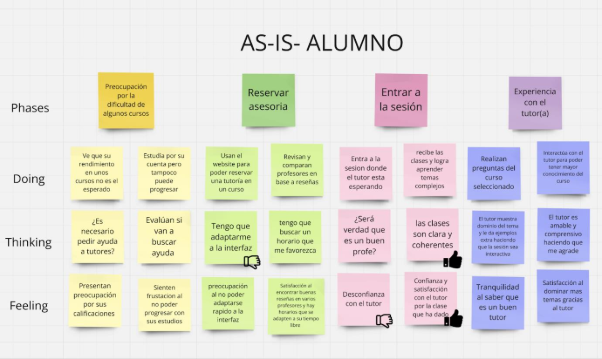 AS-IS- ALUMNO
Phases
Preocupación
por la
dificultad de
algunos cursos
Reservar
asesoria
Entrar a
la sesión
Experiencia
con el
tutor(a)
Doing
Ve que su
rendimiento
en unos
cursos no es el
esperado
Estudia por su
cuenta pero
tampoco
puede
progresar
Usan el
website para
poder reservar
una tutoría en
un curso
Revisan y
comparan
profesores en
base a reseñas
Entra a la
sesion donde
el tutor esta
esperando
recibe las
clases y logra
aprender
temas
complejos
Realizan
preguntas del
curso
seleccionado
Interactúa con el
tutor para poder
tener mayor
conocimiento del
curso
Thinking
¿Es
necesario
pedir ayuda
a tutores?
Evalúan si
van a
buscar
ayuda
Tengo que
adaptarme
a la interfaz
tengo que
buscar un
horario que
me favorezca
¿Será
verdad que
es un buen
profe?
las clases
son clara y
coherentes
El tutor muestra
dominio del tema
y le da ejemplos
extra haciendo
que la sesión sea
interactiva
El tutor es
amable y
comprensivo
haciendo que
me agrade
Feeling
Presentan
preocupación
por sus
calificaciones
Sienten
frustacion al
no poder
progresar con
sus estudios
preocupación
al no poder
adaptarse
rapido a la
interfaz
Satisfacción al
encontrar buenas
reseñas en varios
profesores y hay
horarios que se
adapten a su tiempo
libre
Desconfianza
con el tutor
Confianza y
satisfacción
con el tutor
por la clase
que ha dado
Tranquilidad
al saber que
es un buen
tutor
Satisfacción al
dominar mas
temas gracias
al tutor